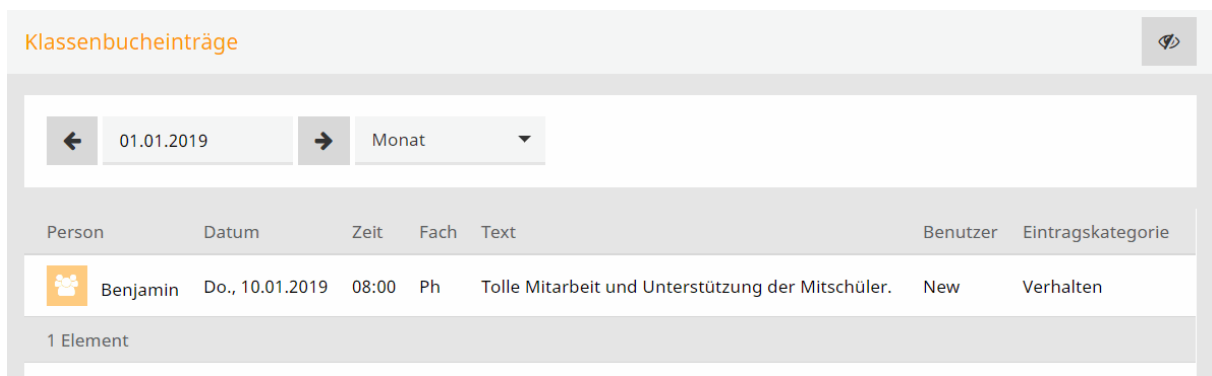 Klassenbucheinträge
01.01.2019 Monat
Person Datum Zeit Fach Text Benutzer Eintragskategorie
Benjamin Do., 10.01.2019 08:00 Ph Tolle Mitarbeit und Unterstützung der Mitschüler. New Verhalten
1 Element